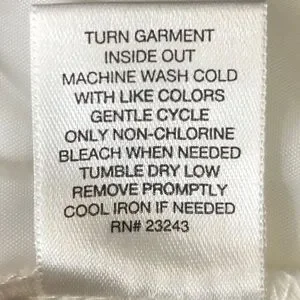 TURN GARMENT
INSIDE OUT
MACHINE WASH COLD
WITH LIKE COLORS
GENTLE CYCLE
ONLY NON-CHLORINE
BLEACH WHEN NEEDED
TUMBLE DRY LOW
REMOVE PROMPTLY
COOL IRON IF NEEDED
RN# 23243